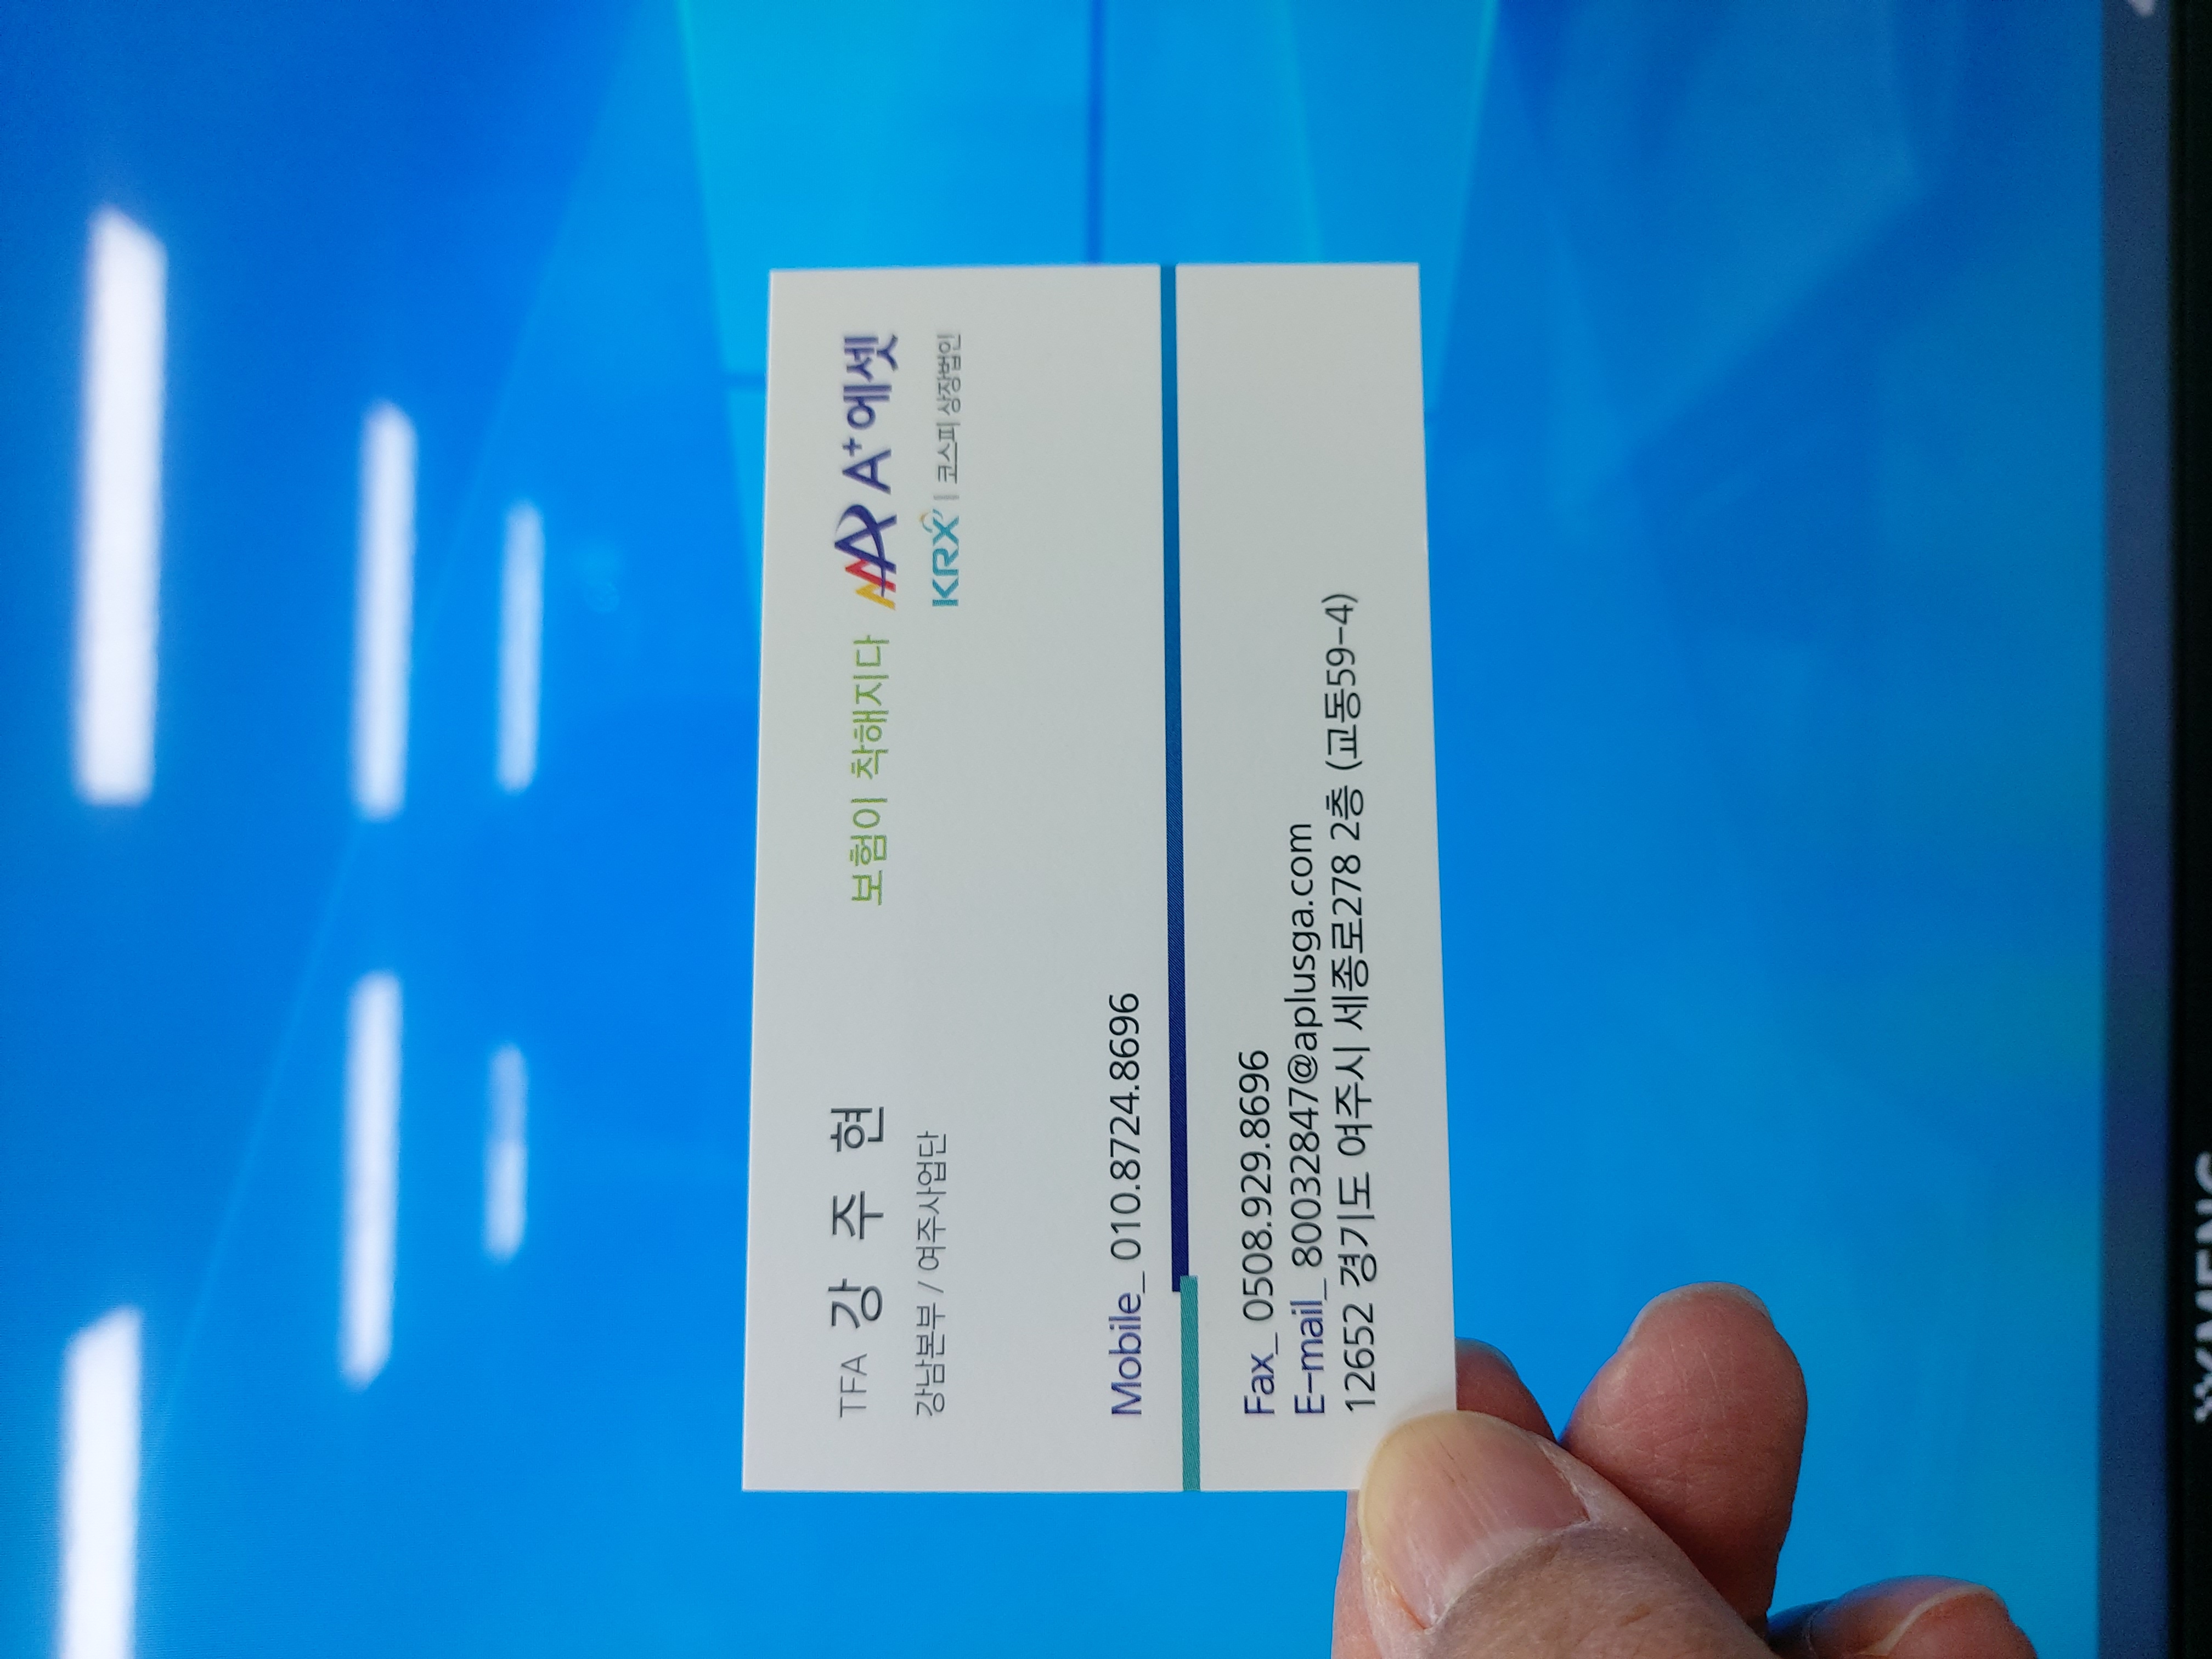 보험이 착해지다 A+에셋
KRX | 코스피 상장법인
TFA 강 주 현
강남본부 / 여주사업단
Mobile_ 010.8724.8696
Fax_ 0508.929.8696
E-mail_ 80032847@aplusga.com
12652 경기도 여주시 세종로278 2층 (교동59-4)